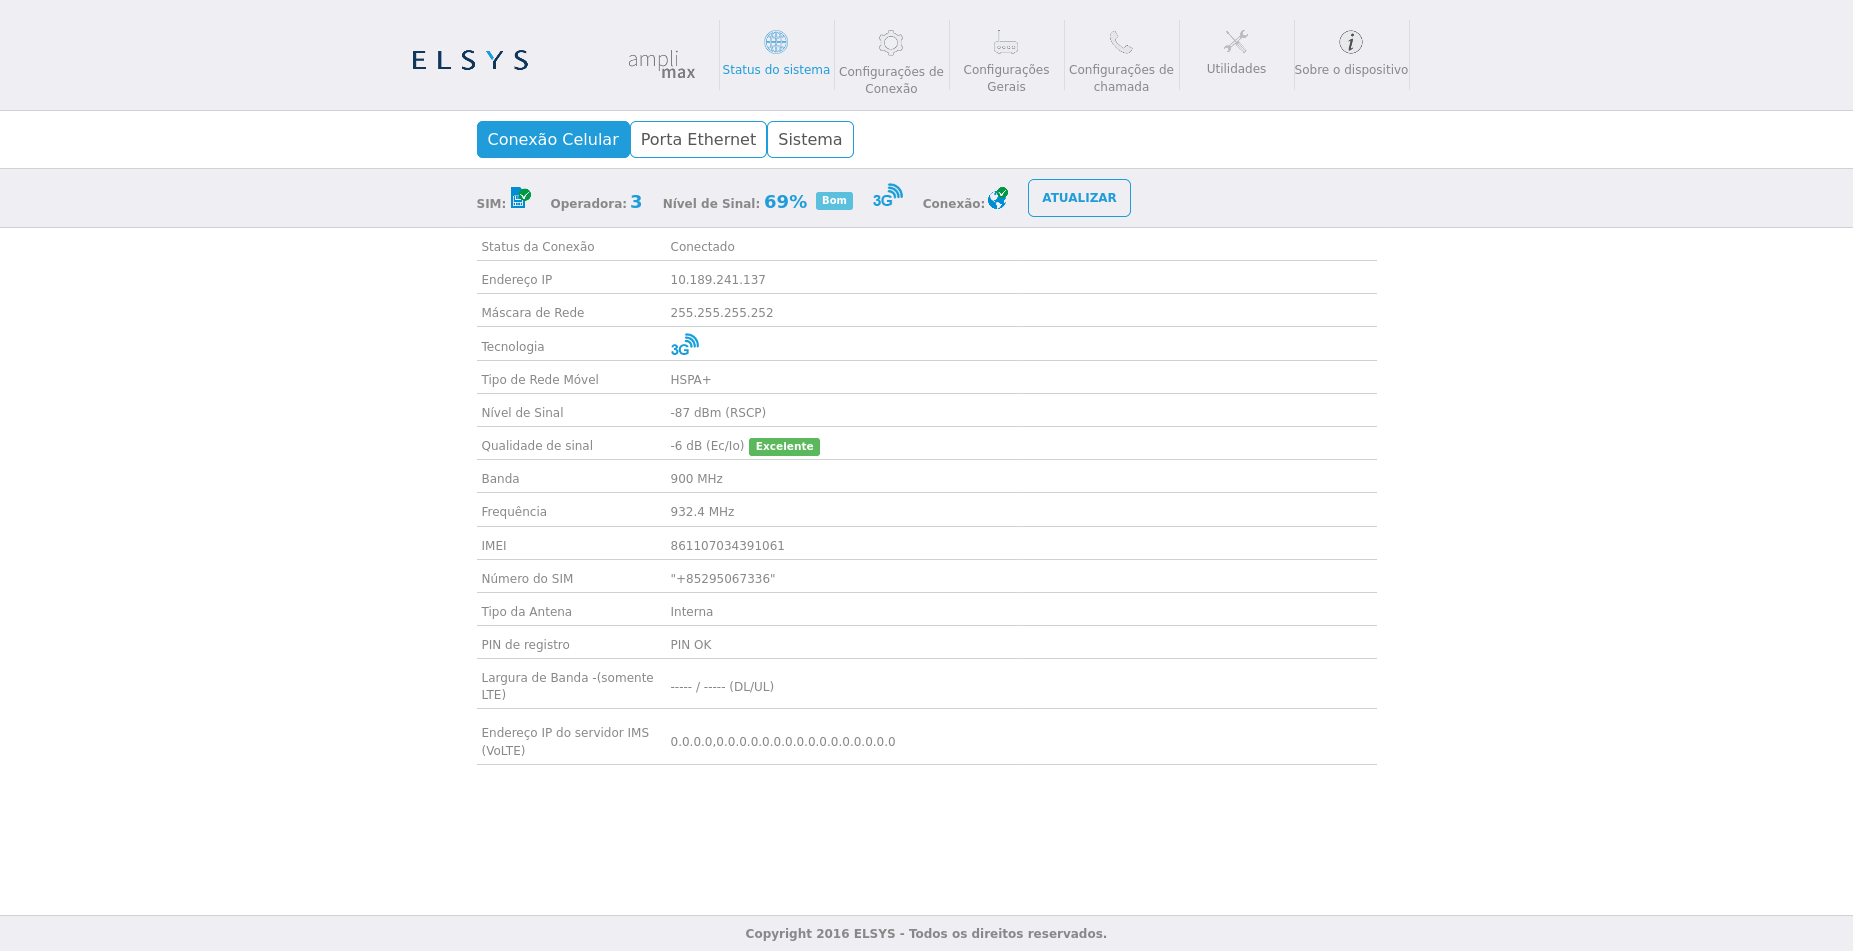 ELSYS
ampli
max
Status do sistema
Configurações de
Conexão
Configurações
Gerais
Configurações de
chamada
Utilidades
Sobre o dispositivo
Conexão Celular Porta Ethernet Sistema
SIM: Operadora: 3 Nível de Sinal: 69% Bom 3G Conexão: ATUALIZAR
Status da Conexão Conectado
Endereço IP 10.189.241.137
Máscara de Rede 255.255.255.252
Tecnologia 3G
Tipo de Rede Móvel HSPA+
Nível de Sinal -87 dBm (RSCP)
Qualidade de sinal -6 dB (Ec/Io) Excelente
Banda 900 MHz
Frequência 932.4 MHz
IMEI 861107034391061
Número do SIM "+85295067336"
Tipo da Antena Interna
PIN de registro PIN OK
Largura de Banda -(somente
LTE) ----- / ----- (DL/UL)
Endereço IP do servidor IMS
(VoLTE) 0.0.0.0,0.0.0.0.0.0.0.0.0.0.0.0.0.0.0.0
Copyright 2016 ELSYS - Todos os direitos reservados.